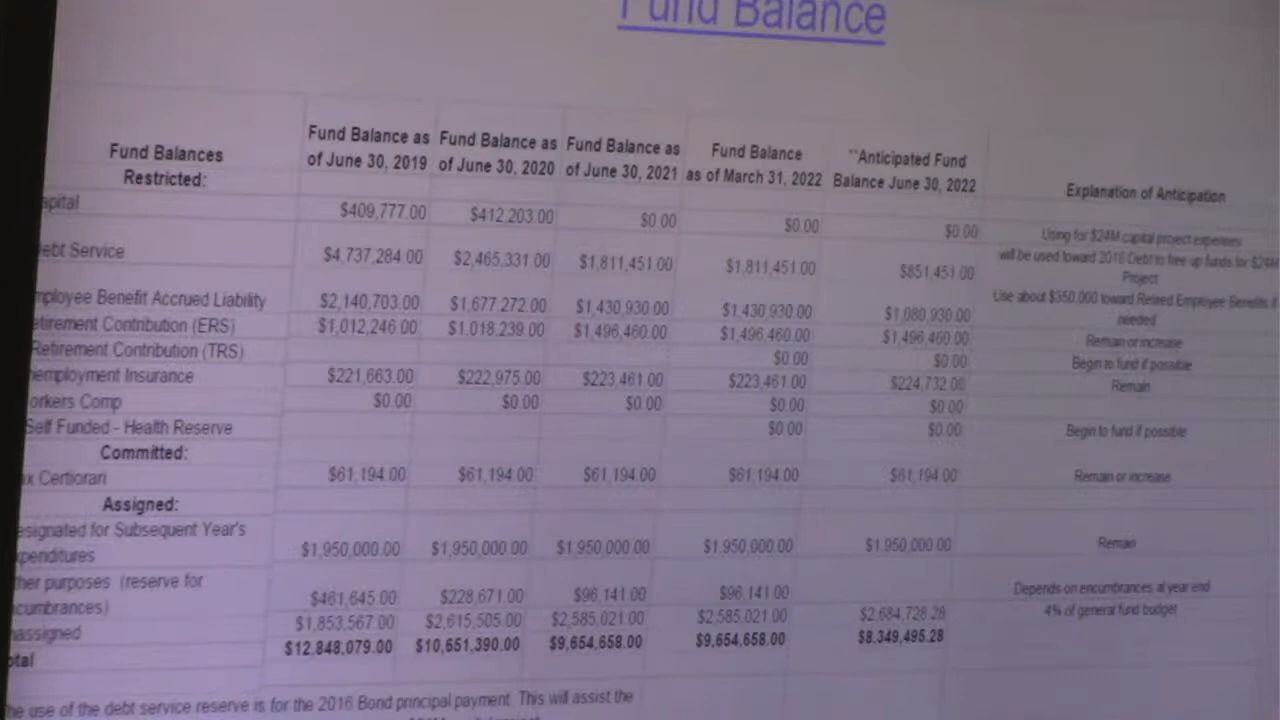 Fund Balance
Fund Balances Fund Balance as of June 30, 2019 Fund Balance as of June 30, 2020 Fund Balance as of June 30, 2021 Fund Balance as of March 31, 2022 **Anticipated Fund Balance June 30, 2022 Explanation of Anticipation
Restricted:
apital $409,777.00 $412,203.00 $0.00 $0.00 $0.00 Using for $24M capital project expenses
ebt Service $4,737,284.00 $2,465,331.00 $1,811,451.00 $1,811,451.00 $851,451.00 will be used toward 2016 Debt to free up funds for $24M Project
mployee Benefit Accrued Liability $2,140,703.00 $1,677,272.00 $1,430,930.00 $1,430,930.00 $1,080,930.00 Use about $350,000 toward Retired Employee Benefits if needed
etirement Contribution (ERS) $1,012,246.00 $1,018,239.00 $1,496,460.00 $1,496,460.00 $1,496,460.00 Remain or increase
Retirement Contribution (TRS) $0.00 $0.00 Begin to fund if possible
nemployment Insurance $221,663.00 $222,975.00 $223,461.00 $223,461.00 $224,732.06 Remain
orkers Comp $0.00 $0.00 $0.00 $0.00 $0.00
Self Funded - Health Reserve $0.00 $0.00 Begin to fund if possible
Committed:
ax Certiorari $61,194.00 $61,194.00 $61,194.00 $61,194.00 $61,194.00 Remain or increase
Assigned:
esignated for Subsequent Year's
xpenditures $1,950,000.00 $1,950,000.00 $1,950,000.00 $1,950,000.00 $1,950,000.00 Remain
ther purposes (reserve for
cumbrances) $461,645.00 $228,671.00 $96,141.00 $96,141.00 Depends on encumbrances at year end
nassigned $1,853,567.00 $2,615,505.00 $2,585,021.00 $2,585,021.00 $2,684,728.28 4% of general fund budget
otal $12,848,079.00 $10,651,390.00 $9,654,658.00 $9,654,658.00 $8,349,495.28
he use of the debt service reserve is for the 2016 Bond principal payment. This will assist the